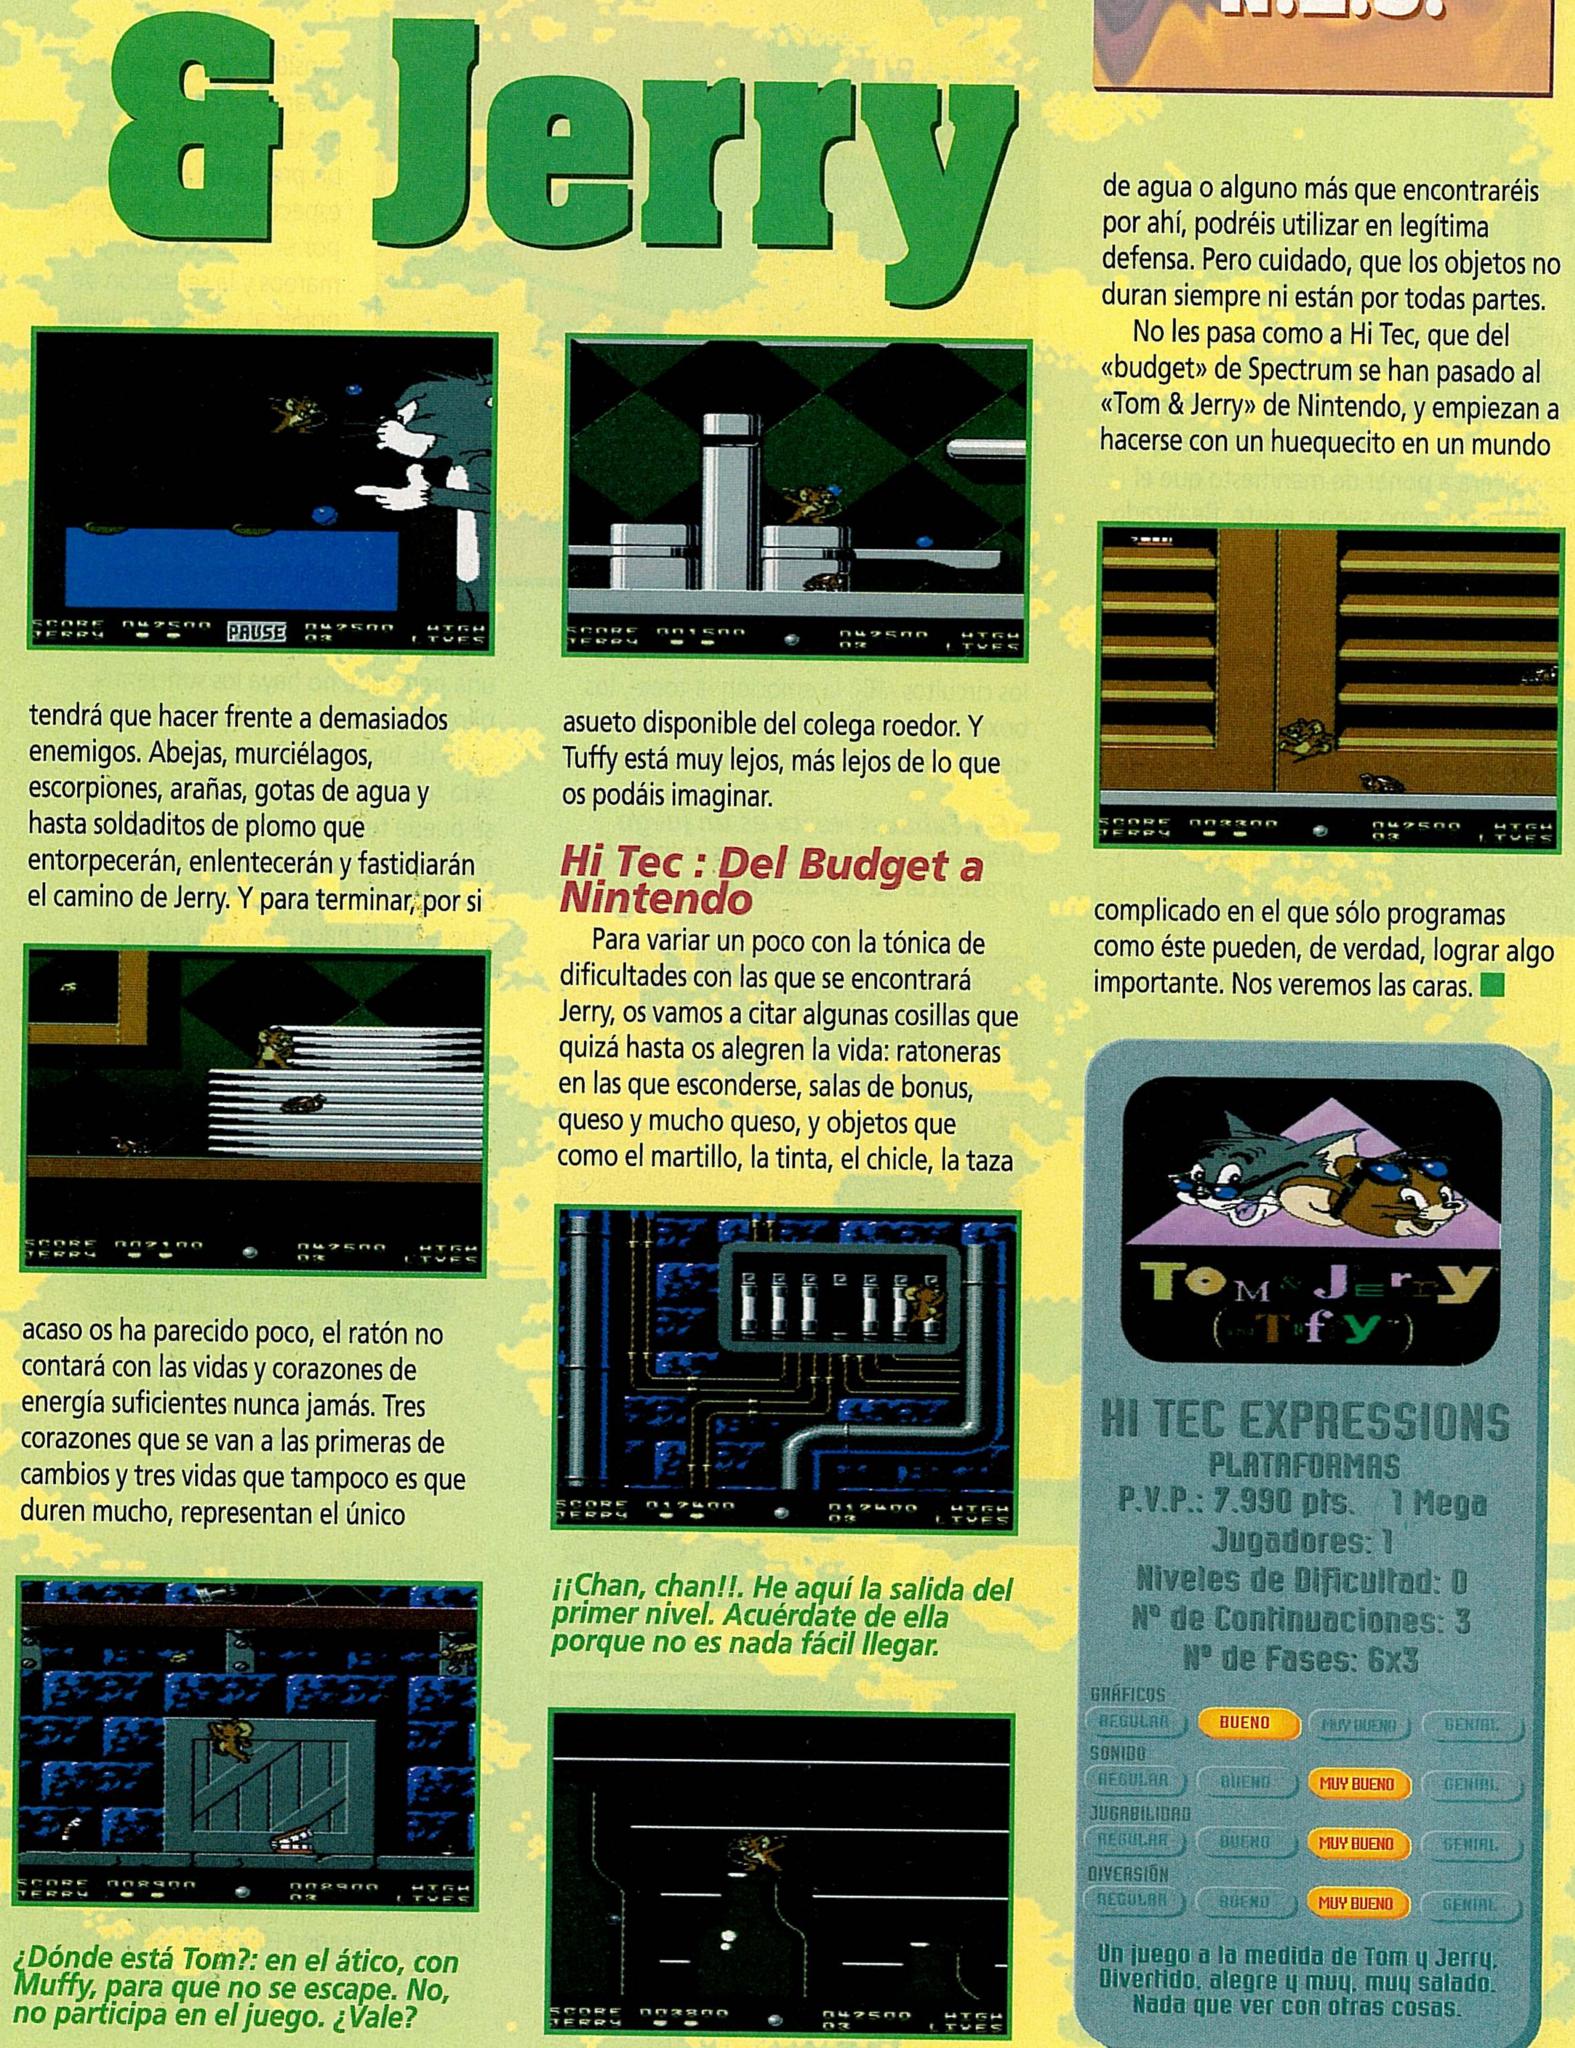 & Jerry
N.E.S.
SCORE 042500 PAUSE 042500 HIGH
JERRY 03 LIVES
tendrá que hacer frente a demasiados
enemigos. Abejas, murciélagos,
escorpiones, arañas, gotas de agua y
hasta soldaditos de plomo que
entorpecerán, enlentecerán y fastidiarán
el camino de Jerry. Y para terminar, por si
SCORE 007100 042500 HIGH
JERRY 03 LIVES
acaso os ha parecido poco, el ratón no
contará con las vidas y corazones de
energía suficientes nunca jamás. Tres
corazones que se van a las primeras de
cambios y tres vidas que tampoco es que
duren mucho, representan el único
SCORE 008900 008900 HIGH
JERRY 03 LIVES
¿Dónde está Tom?: en el ático, con
Muffy, para que no se escape. No,
no participa en el juego. ¿Vale?
SCORE 001500 042500 HIGH
JERRY 03 LIVES
asueto disponible del colega roedor. Y
Tuffy está muy lejos, más lejos de lo que
os podáis imaginar.
Hi Tec : Del Budget a
Nintendo
Para variar un poco con la tónica de
dificultades con las que se encontrará
Jerry, os vamos a citar algunas cosillas que
quizá hasta os alegren la vida: ratoneras
en las que esconderse, salas de bonus,
queso y mucho queso, y objetos que
como el martillo, la tinta, el chicle, la taza
SCORE 012400 012400 HIGH
JERRY 03 LIVES
¡¡Chan, chan!!. He aquí la salida del
primer nivel. Acuérdate de ella
porque no es nada fácil llegar.
SCORE 003800 042500 HIGH
JERRY 03 LIVES
de agua o alguno más que encontraréis
por ahí, podréis utilizar en legítima
defensa. Pero cuidado, que los objetos no
duran siempre ni están por todas partes.
No les pasa como a Hi Tec, que del
«budget» de Spectrum se han pasado al
«Tom & Jerry» de Nintendo, y empiezan a
hacerse con un huequecito en un mundo
SCORE 003300 042500 HIGH
JERRY 03 LIVES
complicado en el que sólo programas
como éste pueden, de verdad, lograr algo
importante. Nos veremos las caras.
TOM & JErrY
(and TuffY™)
HI TEC EXPRESSIONS
PLATAFORMAS
P.V.P.: 7.990 pts. 1 Mega
Jugadores: 1
Niveles de Dificultad: 0
Nº de Continuaciones: 3
Nº de Fases: 6x3
GRÁFICOS
REGULAR BUENO MUY BUENO GENIAL
SONIDO
REGULAR BUENO MUY BUENO GENIAL
JUGABILIDAD
REGULAR BUENO MUY BUENO GENIAL
DIVERSIÓN
REGULAR BUENO MUY BUENO GENIAL
Un juego a la medida de Tom y Jerry.
Divertido, alegre y muy, muy salado.
Nada que ver con otras cosas.